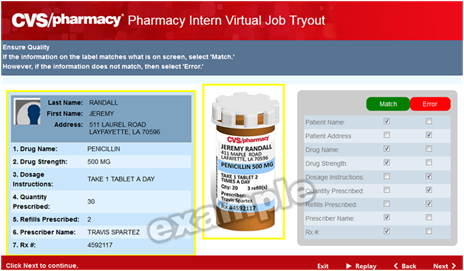 CVS/pharmacy® Pharmacy Intern Virtual Job Tryout
Ensure Quality
If the information on the label matches what is on screen, select 'Match.'
However, if the information does not match, then select 'Error.'
Last Name: RANDALL
First Name: JEREMY
Address: 511 LAUREL ROAD
LAFAYETTE, LA 70596
1. Drug Name: PENICILLIN
2. Drug Strength: 500 MG
3. Dosage Instructions: TAKE 1 TABLET A DAY
4. Quantity Prescribed: 30
5. Refills Prescribed: 2
6. Prescriber Name: TRAVIS SPARTEZ
7. Rx #: 4592117
CVS/pharmacy
JEREMY RANDALL
411 MAPLE ROAD
LAFAYETTE, LA 70596
PENICILLIN 500 MG
TAKE 1 TABLET 2
TIMES A DAY
Qty: 20 3 refill(s)
Prescriber:
Travis Spartez
Rx #4592117
example
Match Error
Patient Name:
Patient Address:
Drug Name:
Drug Strength:
Dosage Instructions:
Quantity Prescribed:
Refills Prescribed:
Prescriber Name:
Rx #:
Click Next to continue.
Exit Replay Back Next